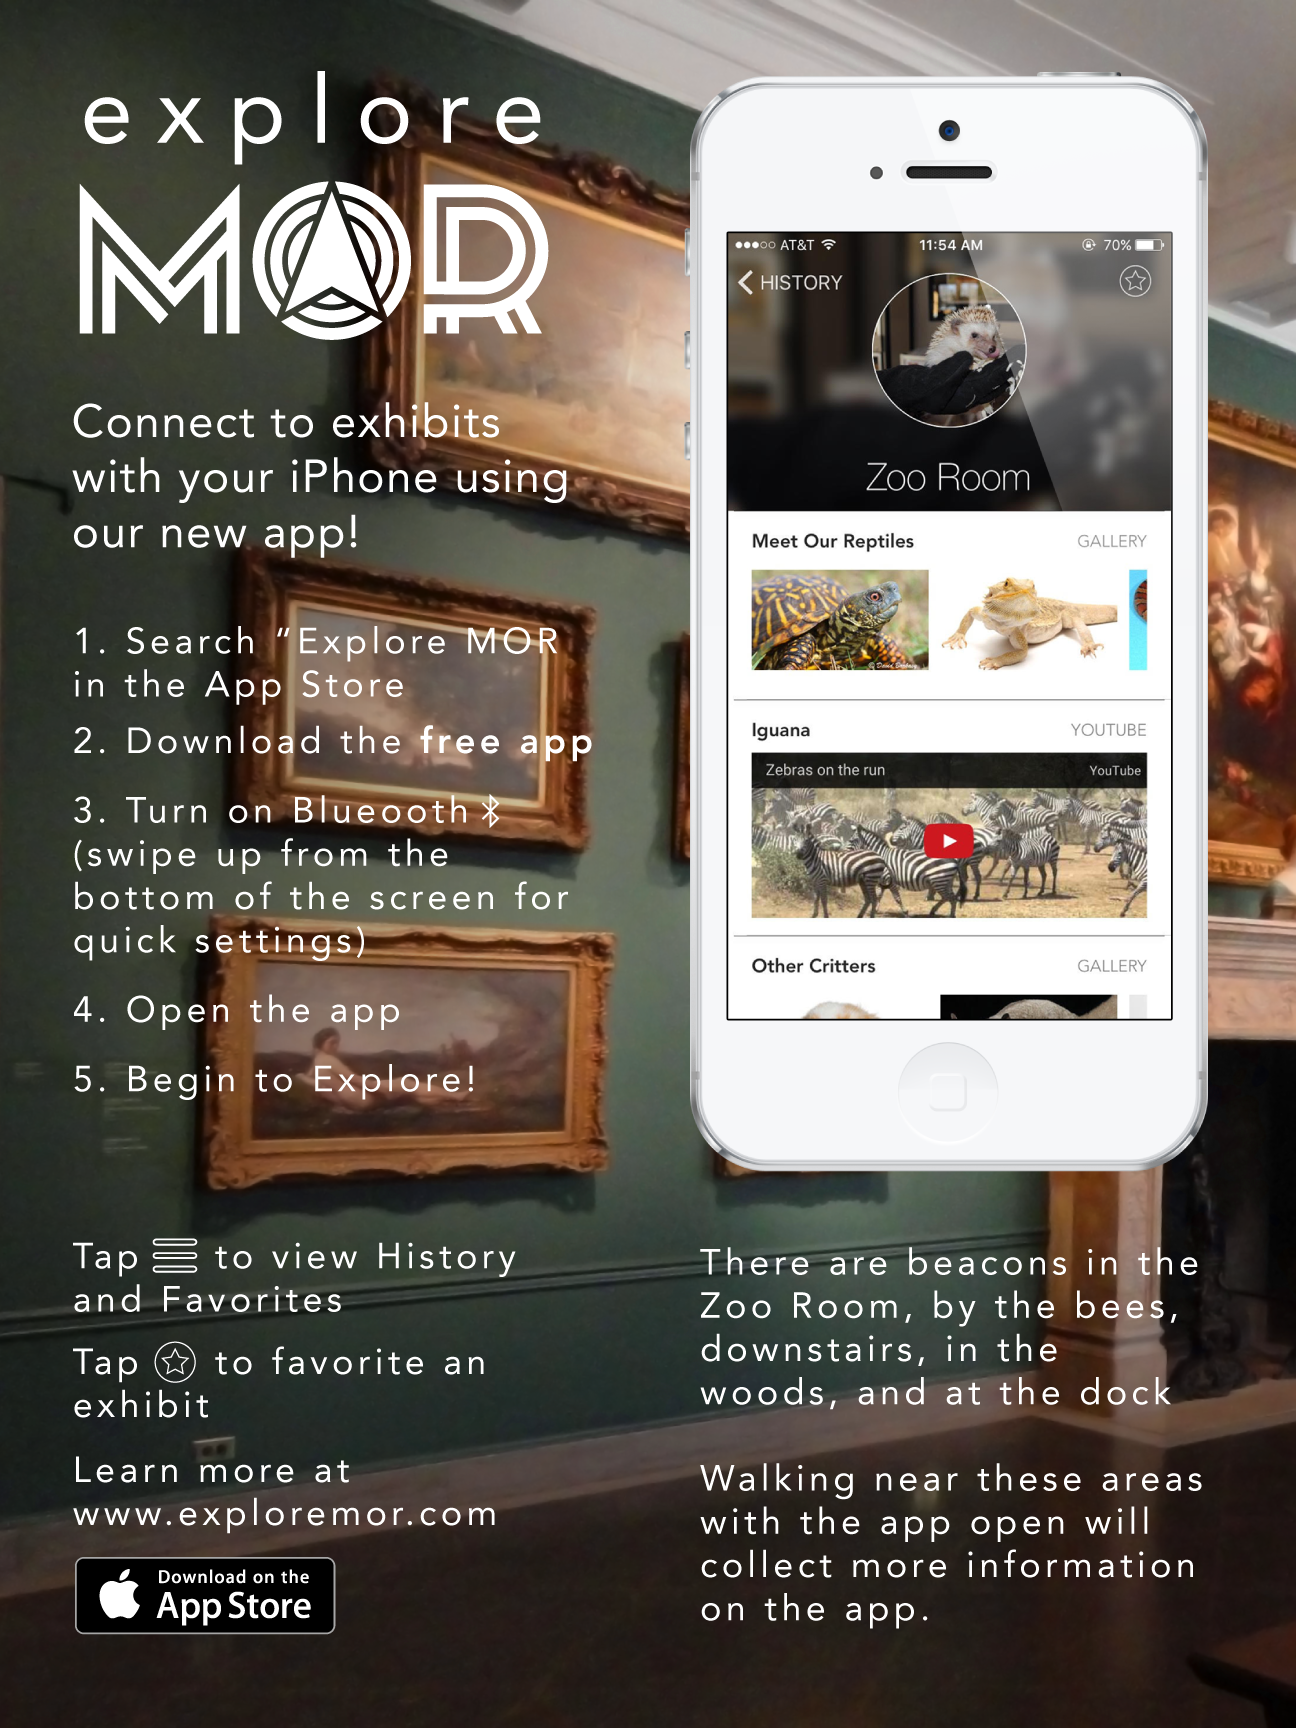 explore
MOR
Connect to exhibits
with your iPhone using
our new app!
1. Search “Explore MOR
in the App Store
2. Download the free app
3. Turn on Blueooth
(swipe up from the
bottom of the screen for
quick settings)
4. Open the app
5. Begin to Explore!
Tap to view History
and Favorites
Tap to favorite an
exhibit
Learn more at
www.exploremor.com
Download on the
App Store
AT&T 11:54 AM 70%
HISTORY
Zoo Room
Meet Our Reptiles GALLERY
Iguana YOUTUBE
Zebras on the run YouTube
Other Critters GALLERY
There are beacons in the
Zoo Room, by the bees,
downstairs, in the
woods, and at the dock
Walking near these areas
with the app open will
collect more information
on the app.